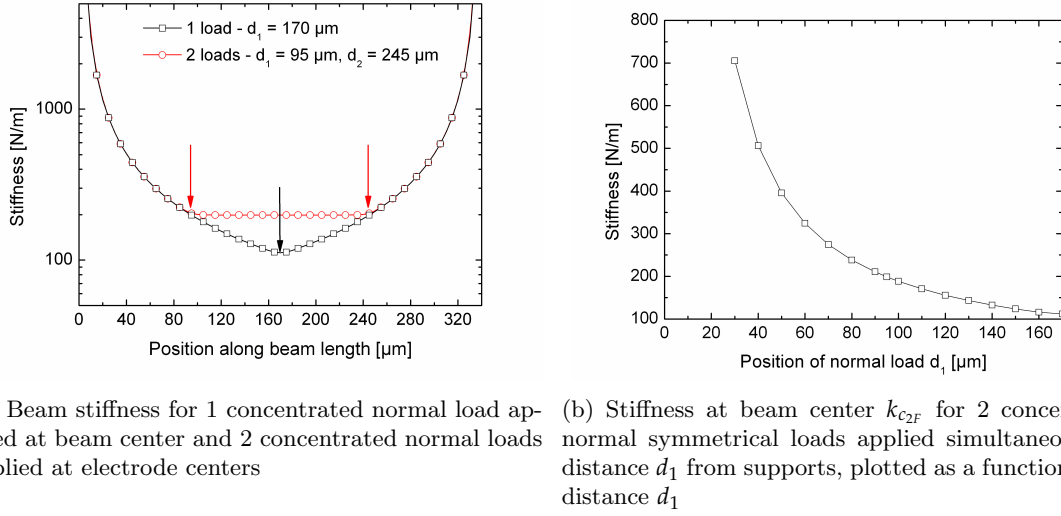 1 load - d1 = 170 µm
2 loads - d1 = 95 µm, d2 = 245 µm
Stiffness [N/m]
1000
100
0 40 80 120 160 200 240 280 320
Position along beam length [µm]
Stiffness [N/m]
800
700
600
500
400
300
200
100
0 20 40 60 80 100 120 140 160
Position of normal load d1 [µm]
Beam stiffness for 1 concentrated normal load ap-
ed at beam center and 2 concentrated normal loads
plied at electrode centers
(b) Stiffness at beam center kc2F for 2 concer
normal symmetrical loads applied simultaneo
distance d1 from supports, plotted as a function
distance d1